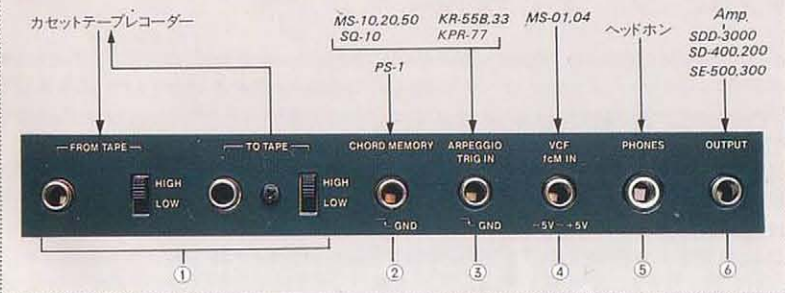 カセットテープレコーダー
MS-10,20,50
SQ-10
KR-55B,33
KPR-77
PS-1
MS-01,04
ヘッドホン
Amp.
SDD-3000
SD-400,200
SE-500,300
FROM TAPE
HIGH
LOW
TO TAPE
HIGH
LOW
CHORD MEMORY
GND
ARPEGGIO
TRIG IN
GND
VCF
fcM IN
-5V~+5V
PHONES
OUTPUT
①
②
③
④
⑤
⑥